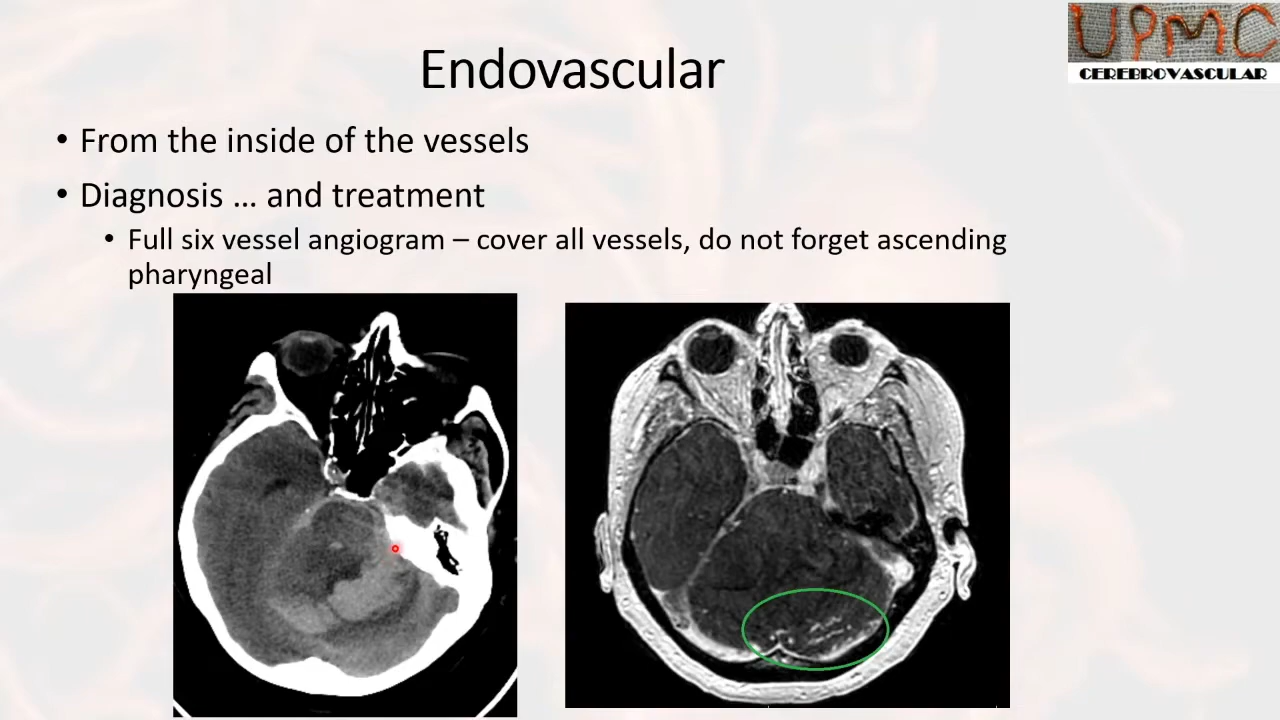 UPMC
CEREBROVASCULAR
Endovascular
• From the inside of the vessels
• Diagnosis … and treatment
• Full six vessel angiogram – cover all vessels, do not forget ascending
pharyngeal